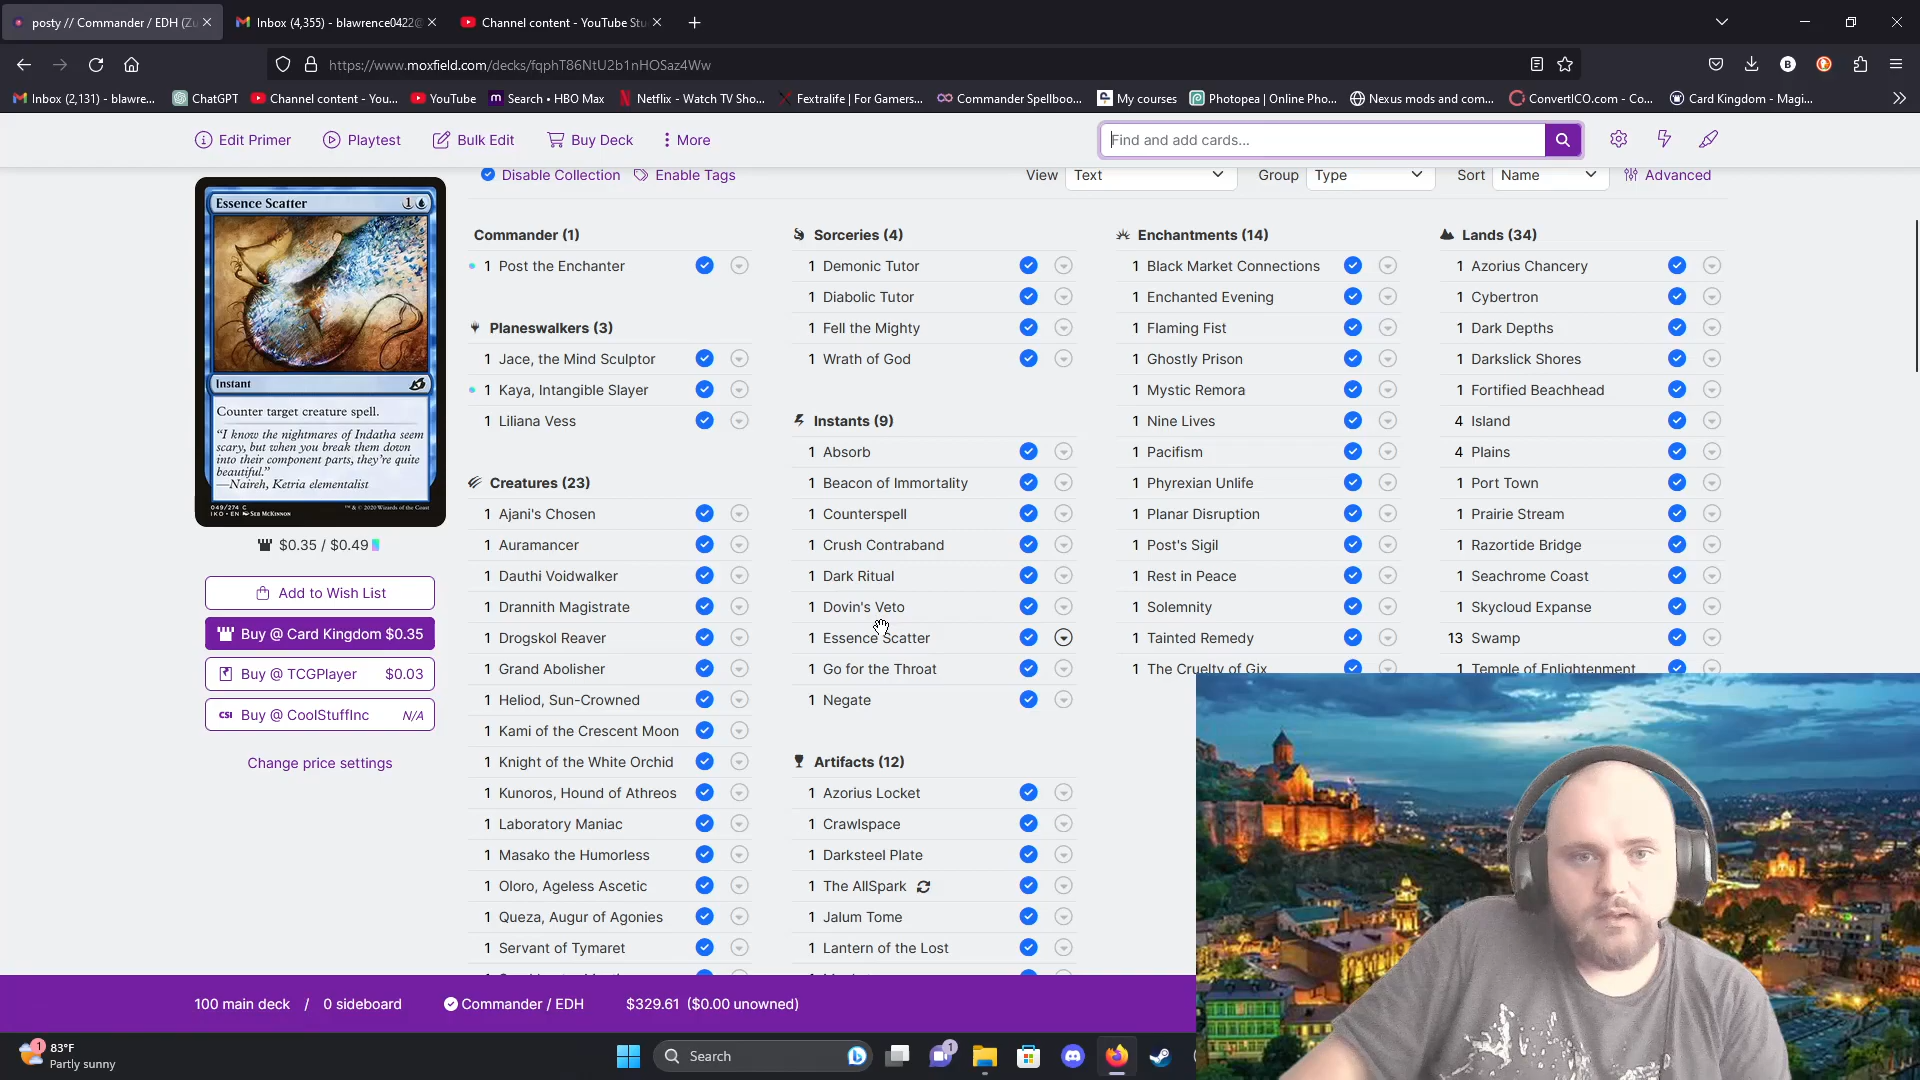 posty // Commander / EDH (Zu
Inbox (4,355) - blawrence0422@
Channel content - YouTube Stu
https://www.moxfield.com/decks/fqphT86NtU2b1nHOSaz4Ww
Inbox (2,131) - blawre...
ChatGPT
Channel content - You...
YouTube
Search • HBO Max
Netflix - Watch TV Sho...
Fextralife | For Gamers...
Commander Spellboo...
My courses
Photopea | Online Pho...
Nexus mods and com...
ConvertICO.com - Co...
Card Kingdom - Magi...
Edit Primer
Playtest
Bulk Edit
Buy Deck
More
Find and add cards...
Disable Collection
Enable Tags
View
Text
Group
Type
Sort
Name
Advanced
Essence Scatter 1
Instant
Counter target creature spell.
"I know the nightmares of Indatha seem
scary, but when you break them down
into their component parts, they're quite
beautiful."
—Naireh, Ketria elementalist
049/274 C
IKO • EN Seb McKinnon
™ & © 2020 Wizards of the Coast
$0.35 / $0.49
Add to Wish List
Buy @ Card Kingdom $0.35
Buy @ TCGPlayer $0.03
CSI Buy @ CoolStuffInc N/A
Change price settings
Commander (1)
1 Post the Enchanter
Planeswalkers (3)
1 Jace, the Mind Sculptor
1 Kaya, Intangible Slayer
1 Liliana Vess
Creatures (23)
1 Ajani's Chosen
1 Auramancer
1 Dauthi Voidwalker
1 Drannith Magistrate
1 Drogskol Reaver
1 Grand Abolisher
1 Heliod, Sun-Crowned
1 Kami of the Crescent Moon
1 Knight of the White Orchid
1 Kunoros, Hound of Athreos
1 Laboratory Maniac
1 Masako the Humorless
1 Oloro, Ageless Ascetic
1 Queza, Augur of Agonies
1 Servant of Tymaret
Sorceries (4)
1 Demonic Tutor
1 Diabolic Tutor
1 Fell the Mighty
1 Wrath of God
Instants (9)
1 Absorb
1 Beacon of Immortality
1 Counterspell
1 Crush Contraband
1 Dark Ritual
1 Dovin's Veto
1 Essence Scatter
1 Go for the Throat
1 Negate
Artifacts (12)
1 Azorius Locket
1 Crawlspace
1 Darksteel Plate
1 The AllSpark
1 Jalum Tome
1 Lantern of the Lost
Enchantments (14)
1 Black Market Connections
1 Enchanted Evening
1 Flaming Fist
1 Ghostly Prison
1 Mystic Remora
1 Nine Lives
1 Pacifism
1 Phyrexian Unlife
1 Planar Disruption
1 Post's Sigil
1 Rest in Peace
1 Solemnity
1 Tainted Remedy
1 The Cruelty of Gix
Lands (34)
1 Azorius Chancery
1 Cybertron
1 Dark Depths
1 Darkslick Shores
1 Fortified Beachhead
4 Island
4 Plains
1 Port Town
1 Prairie Stream
1 Razortide Bridge
1 Seachrome Coast
1 Skycloud Expanse
13 Swamp
1 Temple of Enlightenment
100 main deck / 0 sideboard
Commander / EDH
$329.61 ($0.00 unowned)
1
83°F
Partly sunny
Search
1